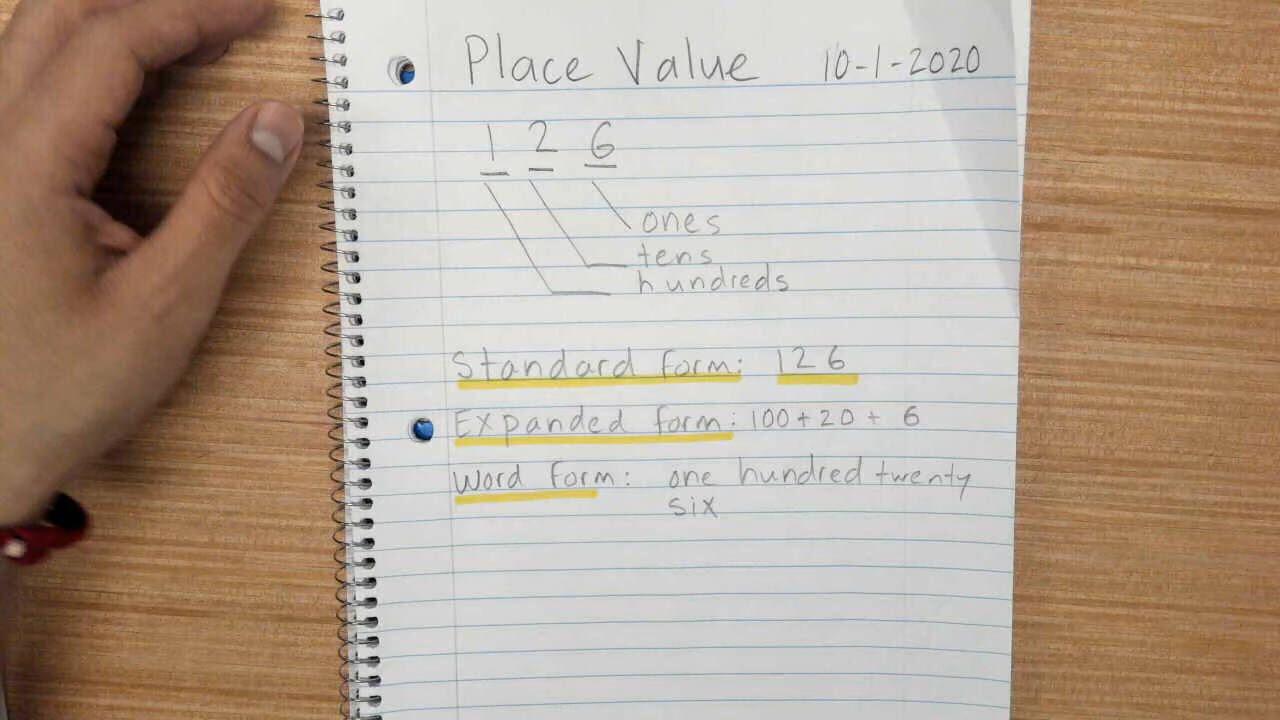 Place Value 10-1-2020
1 2 6
ones
tens
hundreds
Standard form: 126
Expanded form: 100 + 20 + 6
Word form: one hundred twenty
six